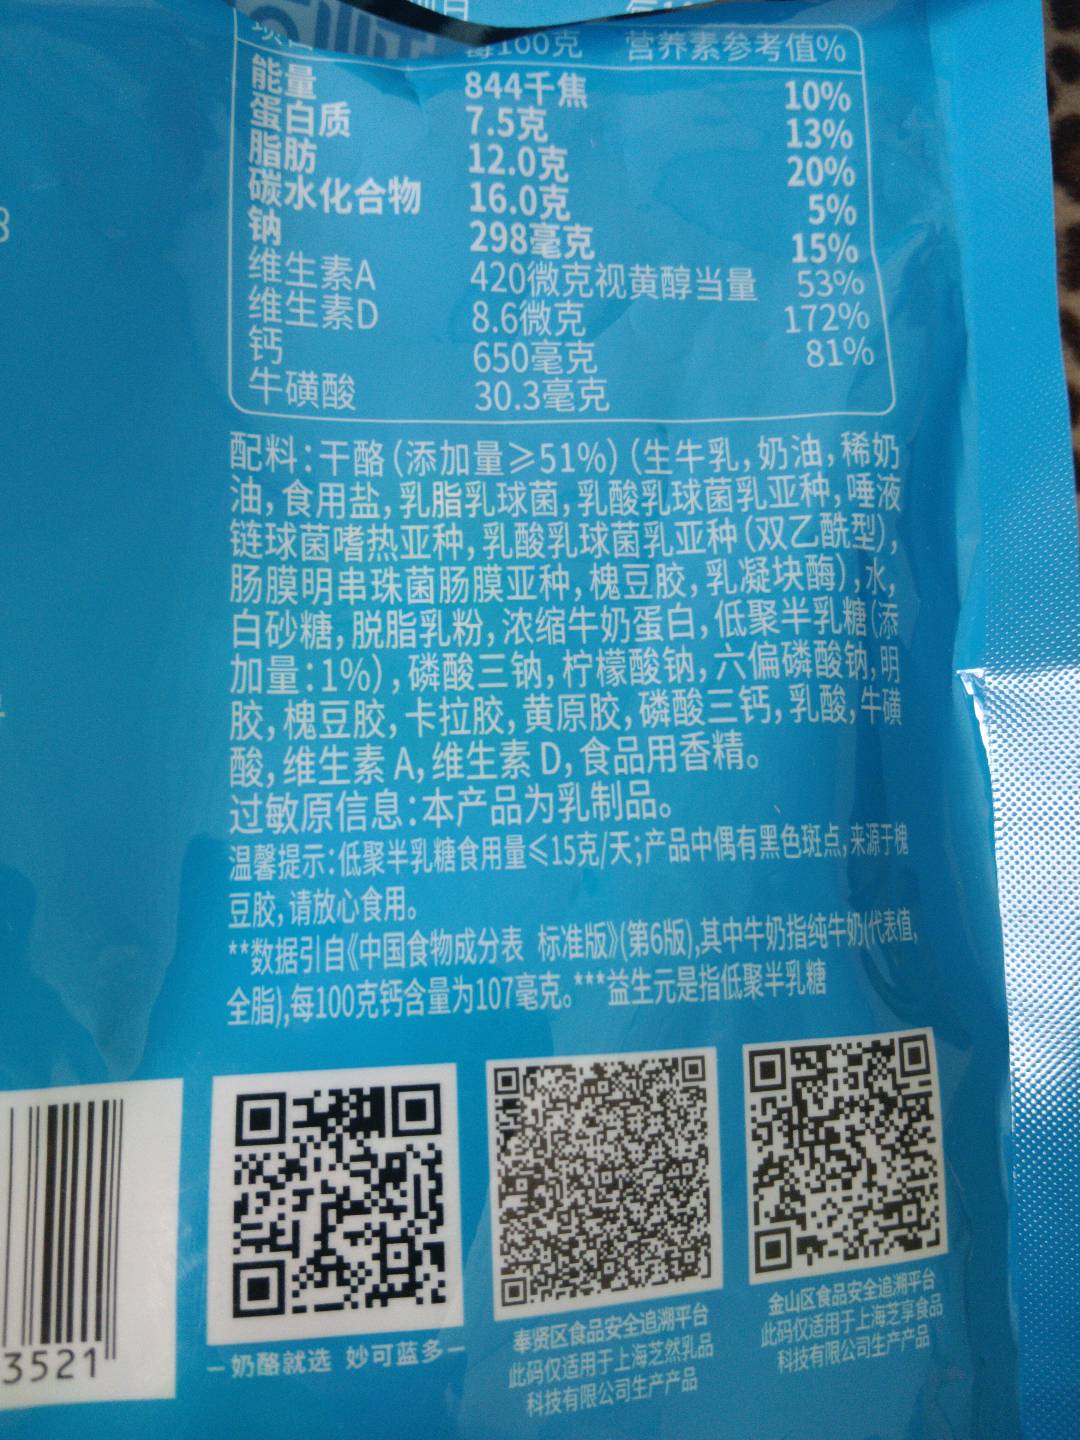 每100克 营养素参考值%
能量 844千焦 10%
蛋白质 7.5克 13%
脂肪 12.0克 20%
碳水化合物 16.0克 5%
钠 298毫克 15%
维生素A 420微克视黄醇当量 53%
维生素D 8.6微克 172%
钙 650毫克 81%
牛磺酸 30.3毫克
配料:干酪(添加量≥51%)(生牛乳,奶油,稀奶
油,食用盐,乳脂乳球菌,乳酸乳球菌乳亚种,唾液
链球菌嗜热亚种,乳酸乳球菌乳亚种(双乙酰型),
肠膜明串珠菌肠膜亚种,槐豆胶,乳凝块酶),水,
白砂糖,脱脂乳粉,浓缩牛奶蛋白,低聚半乳糖(添
加量:1%),磷酸三钠,柠檬酸钠,六偏磷酸钠,明
胶,槐豆胶,卡拉胶,黄原胶,磷酸三钙,乳酸,牛磺
酸,维生素 A,维生素 D,食品用香精。
过敏原信息:本产品为乳制品。
温馨提示:低聚半乳糖食用量≤15克/天;产品中偶有黑色斑点,来源于槐
豆胶,请放心食用。
**数据引自《中国食物成分表 标准版》(第6版),其中牛奶指纯牛奶(代表值,
全脂),每100克钙含量为107毫克。***益生元是指低聚半乳糖
3521
一奶酪就选 妙可蓝多一
奉贤区食品安全追溯平台
此码仅适用于上海芝然乳品
科技有限公司生产产品
金山区食品安全追溯平台
此码仅适用于上海芝享食品
科技有限公司生产产品